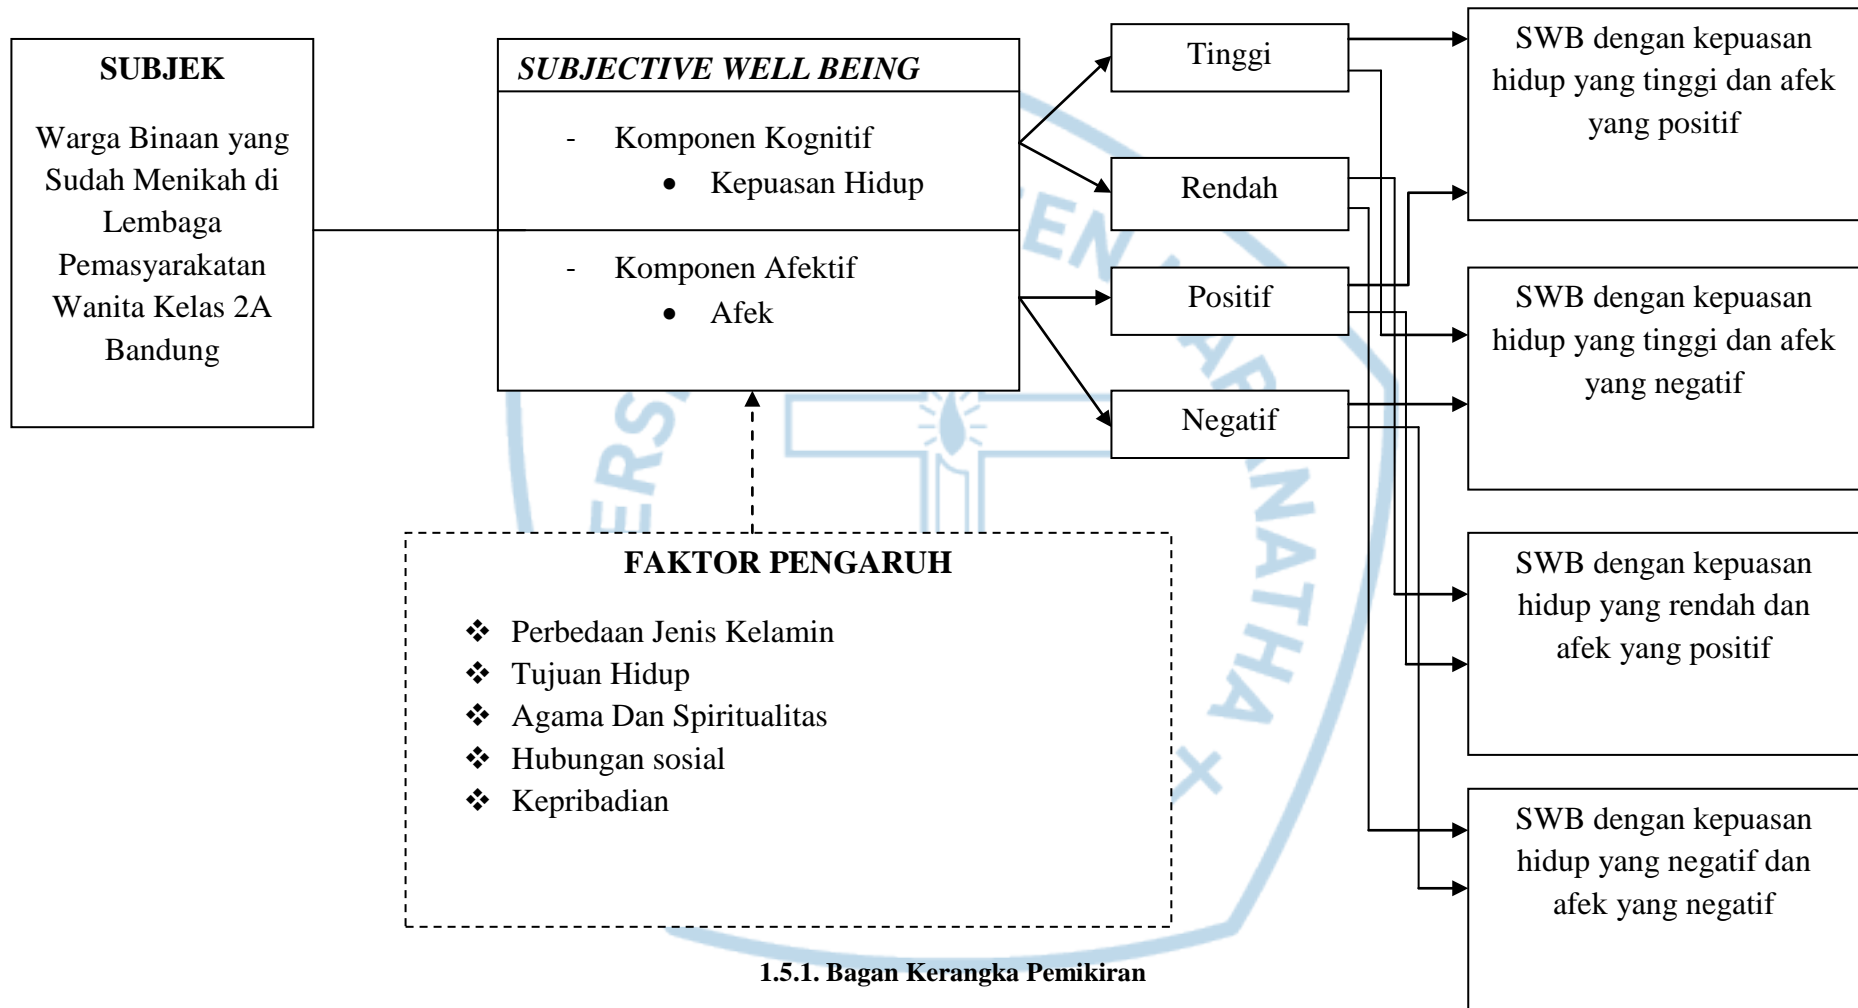 SUBJEK
Warga Binaan yang
Sudah Menikah di
Lembaga
Pemasyarakatan
Wanita Kelas 2A
Bandung
SUBJECTIVE WELL BEING
- Komponen Kognitif
• Kepuasan Hidup
- Komponen Afektif
• Afek
Tinggi
Rendah
Positif
Negatif
SWB dengan kepuasan
hidup yang tinggi dan afek
yang positif
SWB dengan kepuasan
hidup yang tinggi dan afek
yang negatif
SWB dengan kepuasan
hidup yang rendah dan
afek yang positif
SWB dengan kepuasan
hidup yang negatif dan
afek yang negatif
FAKTOR PENGARUH
❖ Perbedaan Jenis Kelamin
❖ Tujuan Hidup
❖ Agama Dan Spiritualitas
❖ Hubungan sosial
❖ Kepribadian
1.5.1. Bagan Kerangka Pemikiran